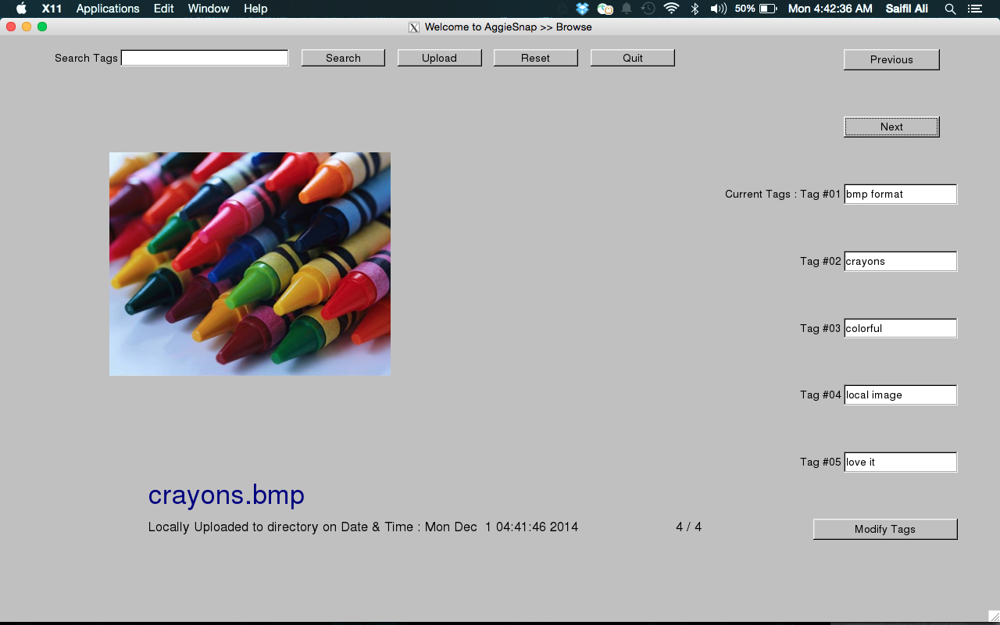 X11 Applications Edit Window Help 50% Mon 4:42:36 AM Saifil Ali
Welcome to AggieSnap >> Browse
Search Tags Search Upload Reset Quit Previous
Next
Current Tags : Tag #01 bmp format
Tag #02 crayons
Tag #03 colorful
Tag #04 local image
Tag #05 love it
crayons.bmp
Locally Uploaded to directory on Date & Time : Mon Dec  1 04:41:46 2014 4 / 4 Modify Tags